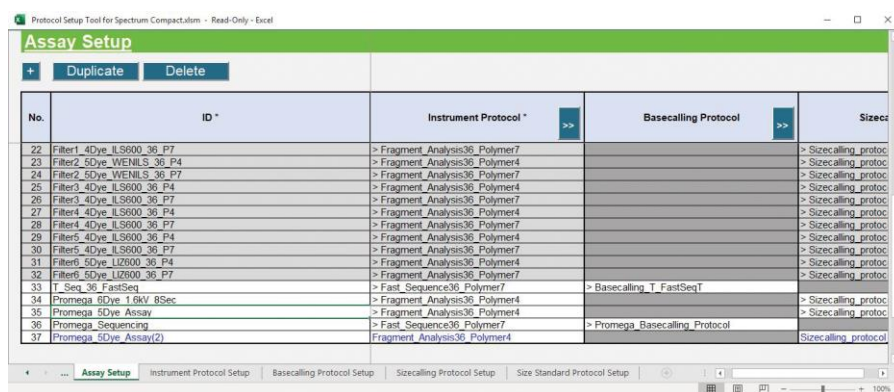 Protocol Setup Tool for Spectrum Compact.xlsm - Read-Only - Excel
Assay Setup
+ Duplicate Delete
No. ID * Instrument Protocol * >> Basecalling Protocol >> Sizeca
22 Filter1_4Dye_ILS600_36_P7 > Fragment_Analysis36_Polymer7 > Sizecalling_protoc
23 Filter2_5Dye_WENILS_36_P4 > Fragment_Analysis36_Polymer4 > Sizecalling_protoc
24 Filter2_5Dye_WENILS_36_P7 > Fragment_Analysis36_Polymer7 > Sizecalling_protoc
25 Filter3_4Dye_ILS600_36_P4 > Fragment_Analysis36_Polymer4 > Sizecalling_protoc
26 Filter3_4Dye_ILS600_36_P7 > Fragment_Analysis36_Polymer7 > Sizecalling_protoc
27 Filter4_4Dye_ILS600_36_P4 > Fragment_Analysis36_Polymer4 > Sizecalling_protoc
28 Filter4_4Dye_ILS600_36_P7 > Fragment_Analysis36_Polymer7 > Sizecalling_protoc
29 Filter5_4Dye_ILS600_36_P4 > Fragment_Analysis36_Polymer4 > Sizecalling_protoc
30 Filter5_4Dye_ILS600_36_P7 > Fragment_Analysis36_Polymer7 > Sizecalling_protoc
31 Filter6_5Dye_LIZ600_36_P4 > Fragment_Analysis36_Polymer4 > Sizecalling_protoc
32 Filter6_5Dye_LIZ600_36_P7 > Fragment_Analysis36_Polymer7 > Sizecalling_protoc
33 T_Seq_36_FastSeq > Fast_Sequence36_Polymer7 > Basecalling_T_FastSeqT
34 Promega_6Dye_1.6kV_8Sec > Fragment_Analysis36_Polymer4 > Sizecalling_protoc
35 Promega_5Dye_Assay > Fragment_Analysis36_Polymer4 > Sizecalling_protoc
36 Promega_Sequencing > Fast_Sequence36_Polymer7 > Promega_Basecalling_Protocol
37 Promega_5Dye_Assay(2) Fragment_Analysis36_Polymer4 Sizecalling_protocol
... Assay Setup Instrument Protocol Setup Basecalling Protocol Setup Sizecalling Protocol Setup Size Standard Protocol Setup
100%